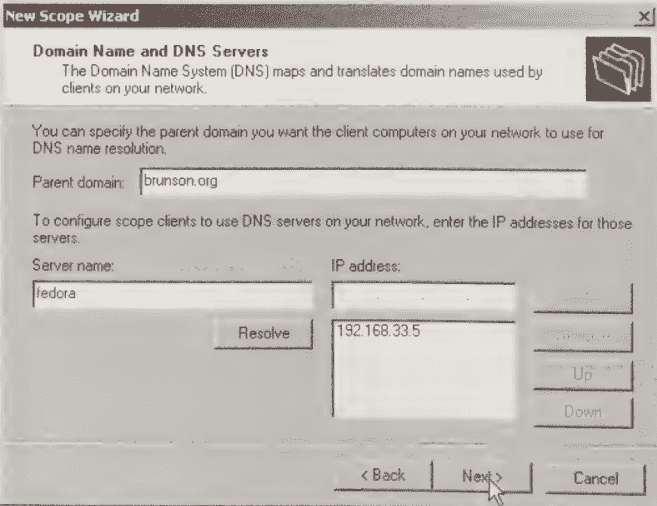 New Scope Wizard
Domain Name and DNS Servers
The Domain Name System (DNS) maps and translates domain names used by
clients on your network.
You can specify the parent domain you want the client computers on your network to use for
DNS name resolution.
Parent domain: brunson.org
To configure scope clients to use DNS servers on your network, enter the IP addresses for those
servers.
Server name: IP address:
fedora
Resolve 192.168.33.5
Up
Down
< Back Next > Cancel